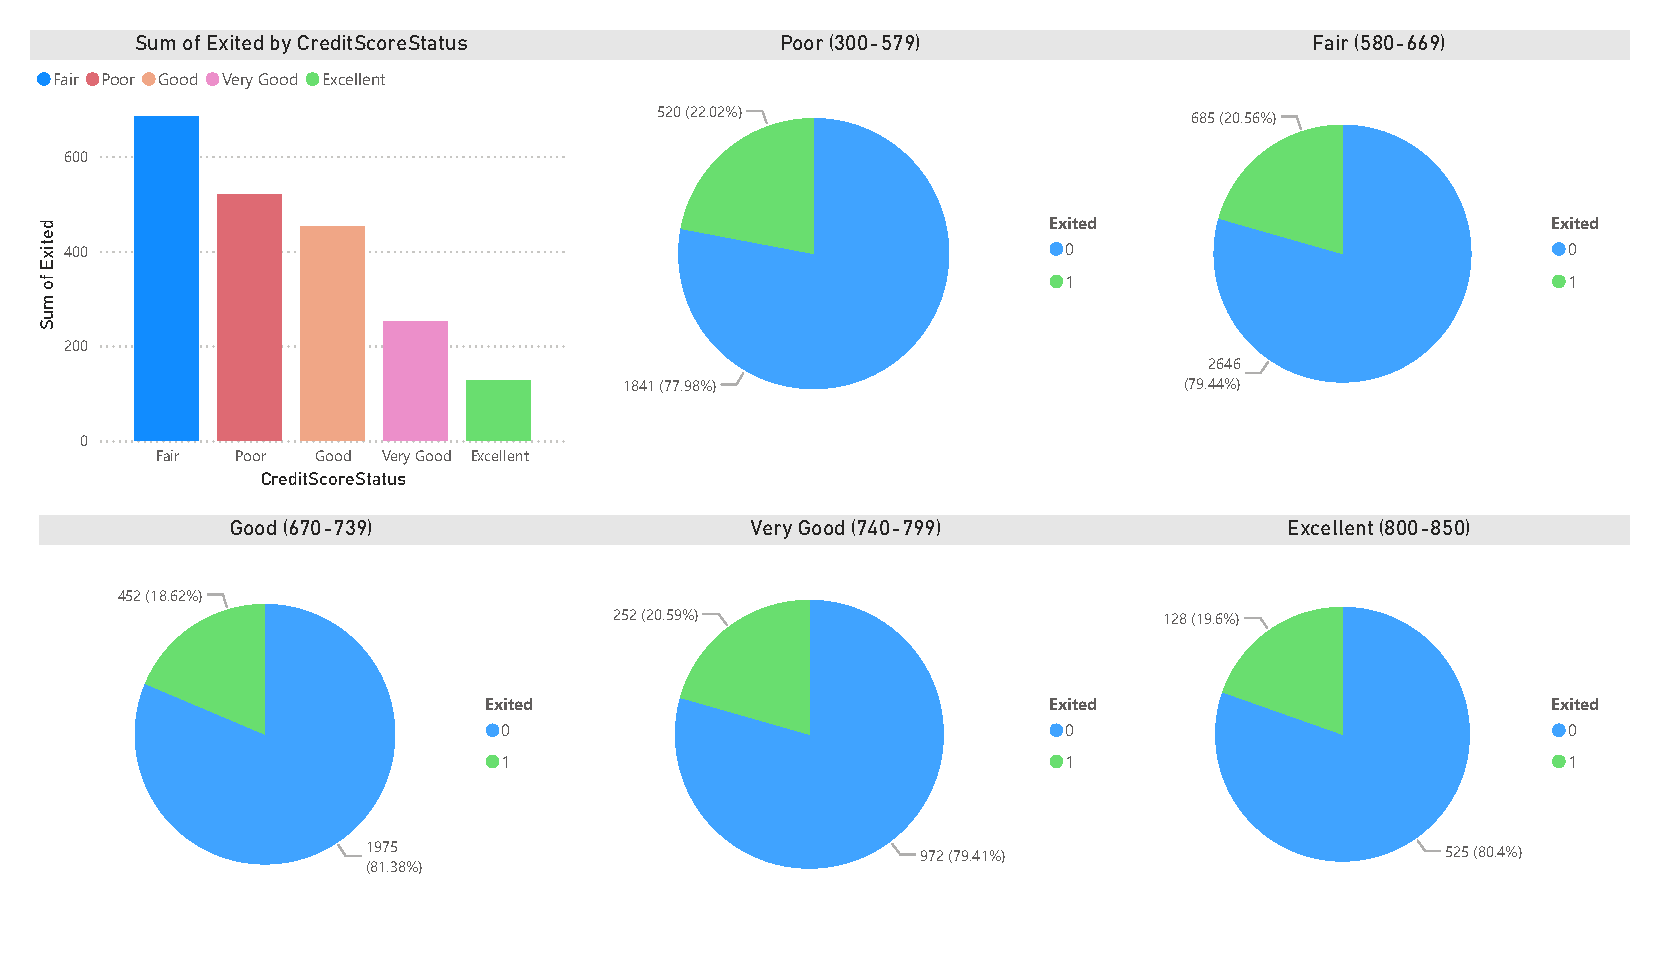 Sum of Exited by CreditScoreStatus
Fair Poor Good Very Good Excellent
600
400
200
0
Sum of Exited
Fair Poor Good Very Good Excellent
CreditScoreStatus
Poor (300-579)
520 (22.02%)
1841 (77.98%)
Exited
0
1
Fair (580-669)
685 (20.56%)
2646
(79.44%)
Exited
0
1
Good (670-739)
452 (18.62%)
1975
(81.38%)
Exited
0
1
Very Good (740-799)
252 (20.59%)
972 (79.41%)
Exited
0
1
Excellent (800-850)
128 (19.6%)
525 (80.4%)
Exited
0
1